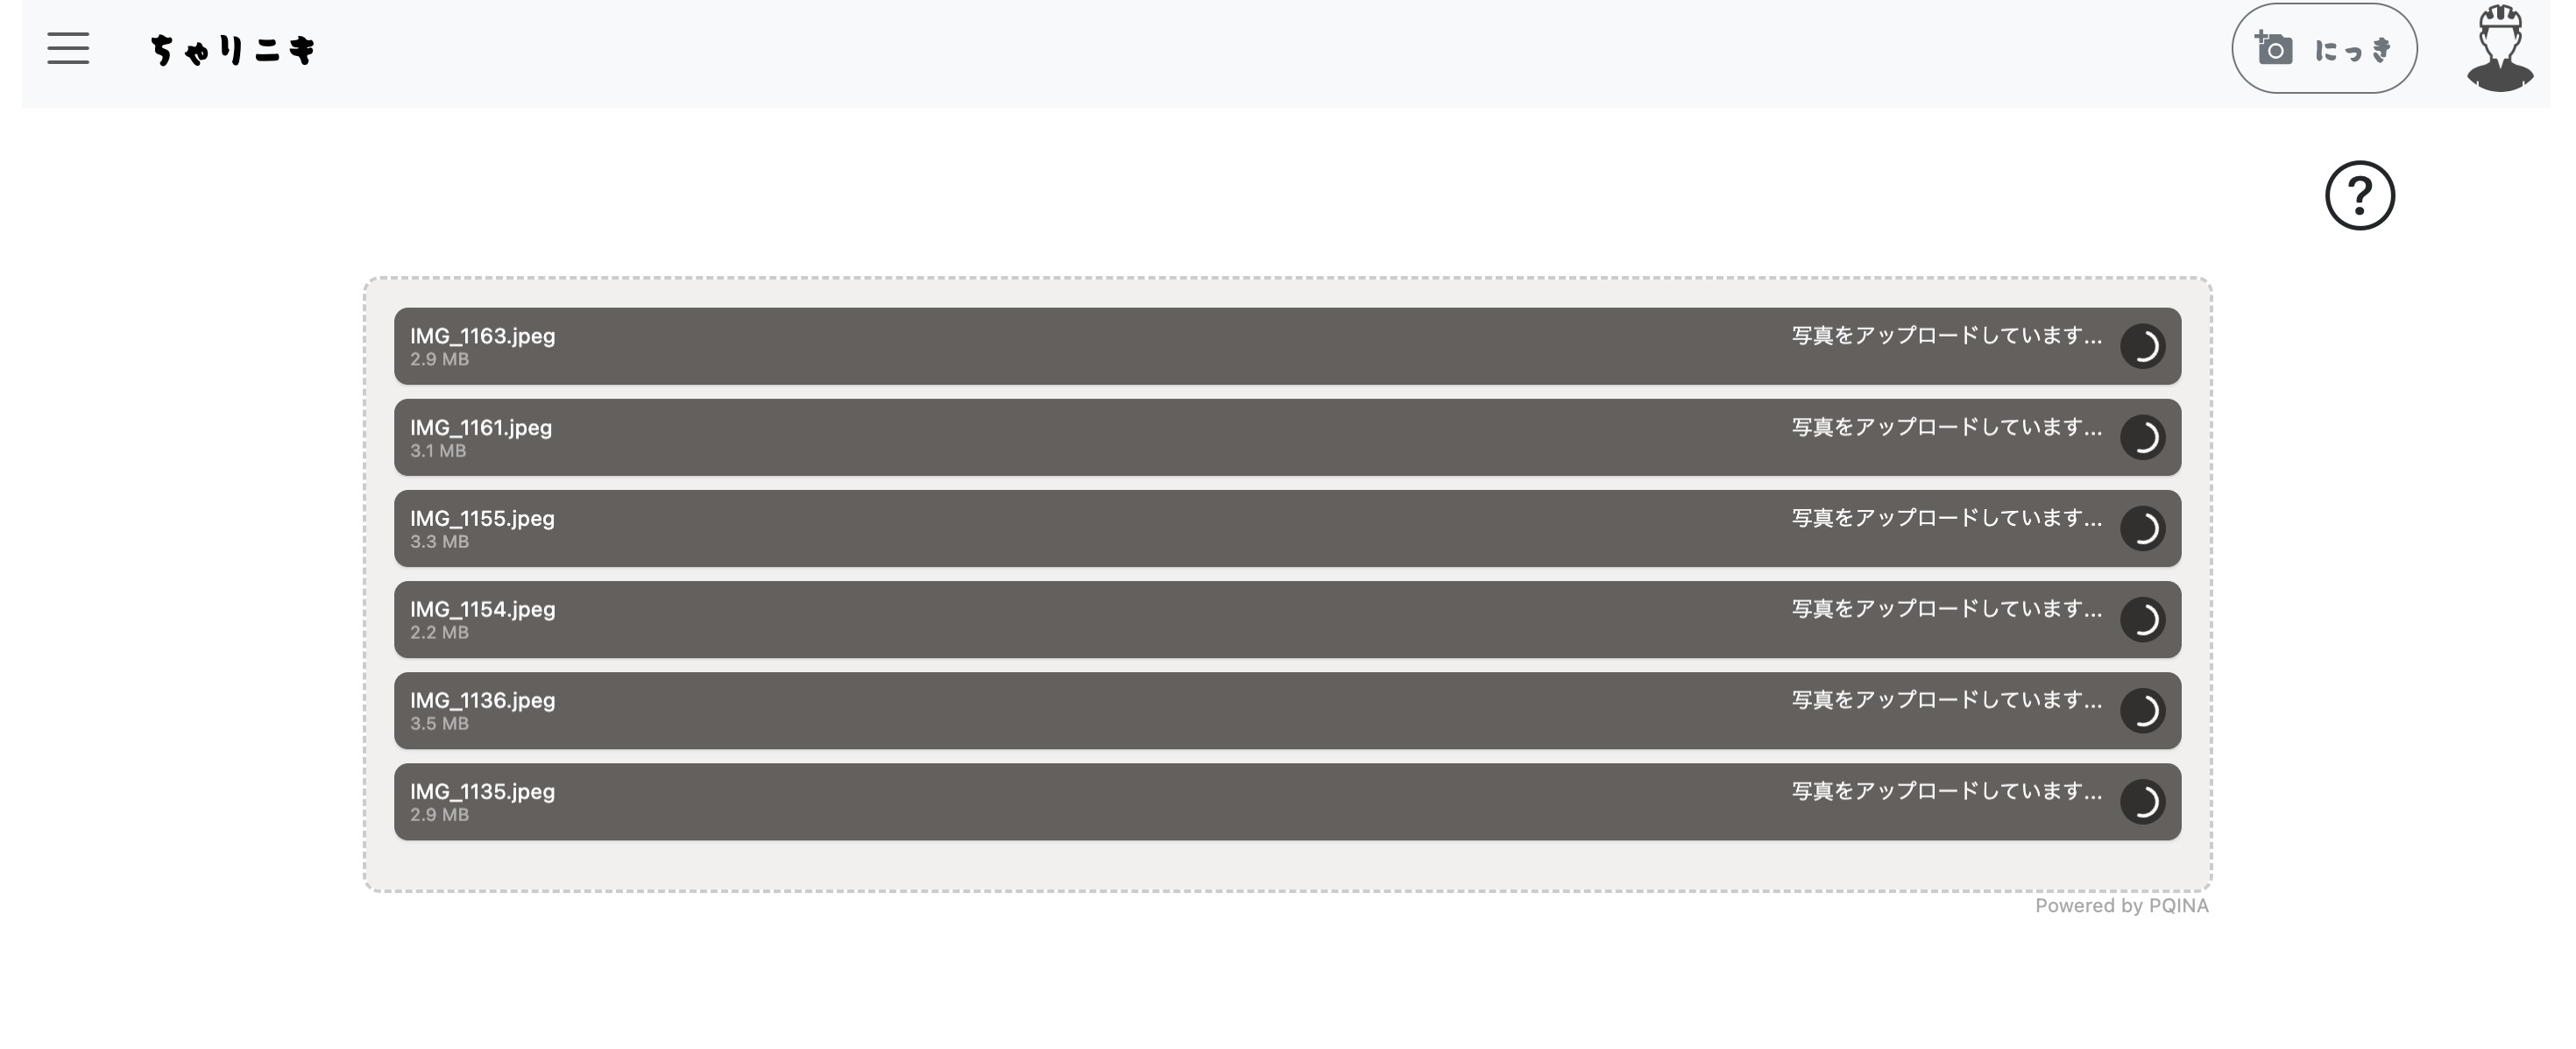 ちゃりニキ
にっき
?
IMG_1163.jpeg
2.9 MB
写真をアップロードしています...
IMG_1161.jpeg
3.1 MB
写真をアップロードしています...
IMG_1155.jpeg
3.3 MB
写真をアップロードしています...
IMG_1154.jpeg
2.2 MB
写真をアップロードしています...
IMG_1136.jpeg
3.5 MB
写真をアップロードしています...
IMG_1135.jpeg
2.9 MB
写真をアップロードしています...
Powered by PQINA